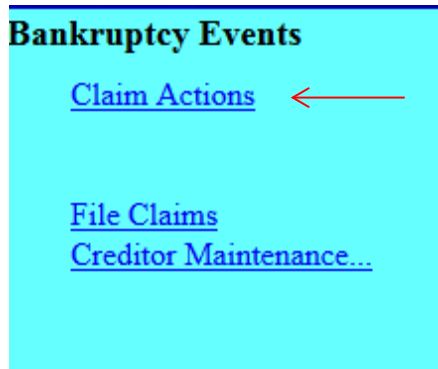 Bankruptcy Events
Claim Actions
File Claims
Creditor Maintenance...